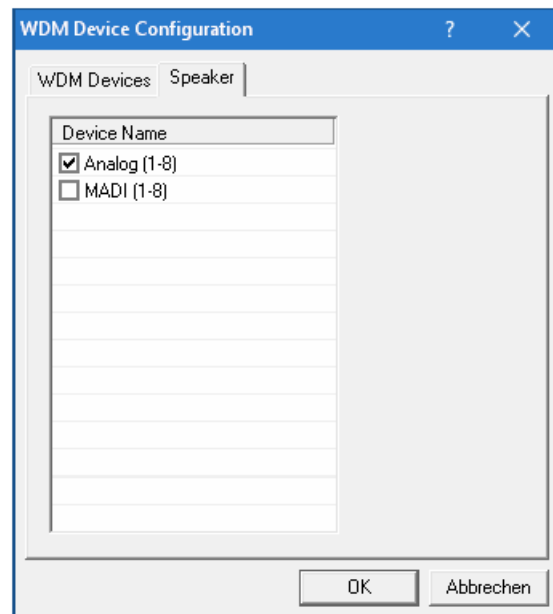 WDM Device Configuration ? ×
WDM Devices Speaker
Device Name
Analog (1-8)
MADI (1-8)
OK Abbrechen